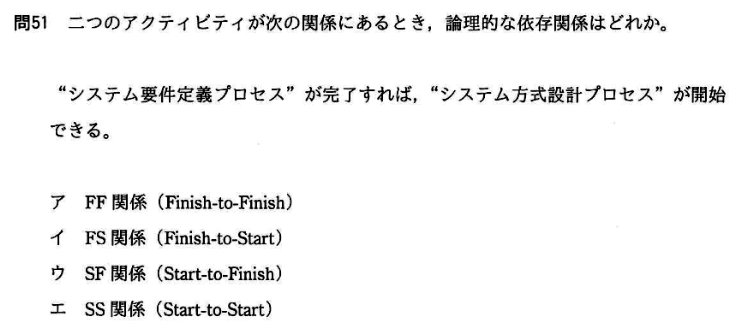 問51 二つのアクティビティが次の関係にあるとき，論理的な依存関係はどれか。
“システム要件定義プロセス” が完了すれば，“システム方式設計プロセス” が開始
できる。
ア FF 関係（Finish-to-Finish）
イ FS 関係（Finish-to-Start）
ウ SF 関係（Start-to-Finish）
エ SS 関係（Start-to-Start）